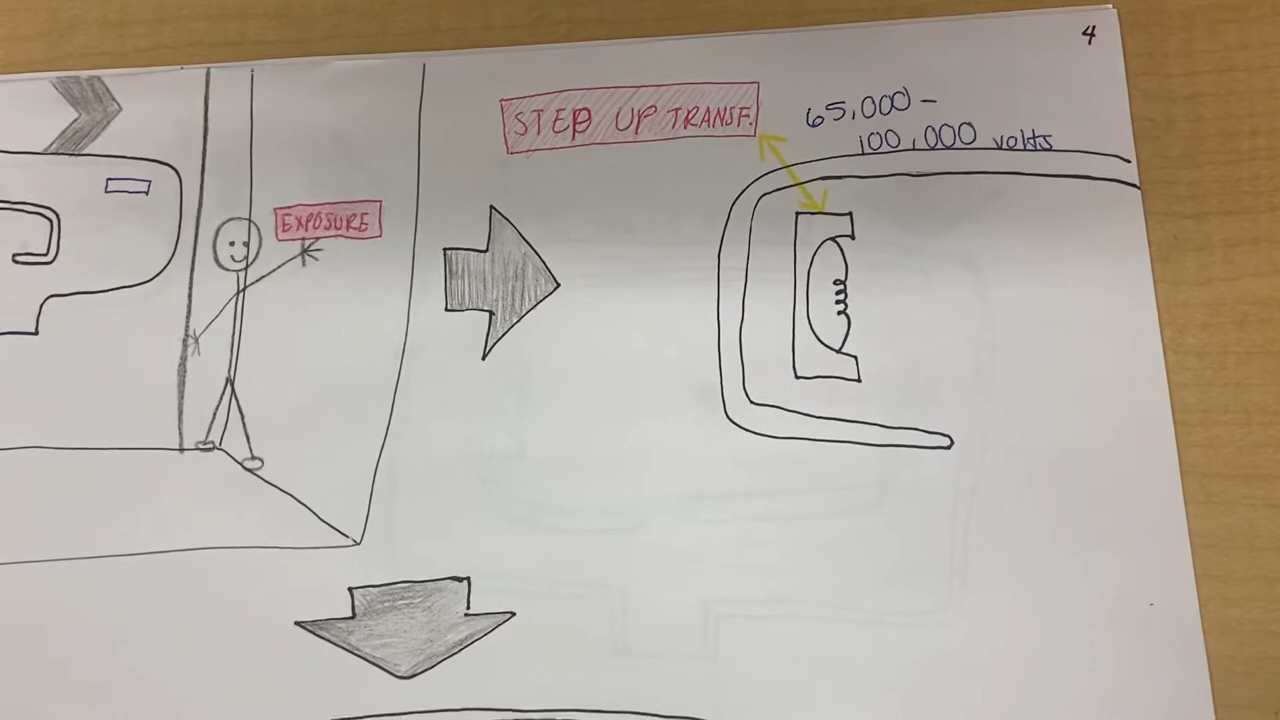 4
EXPOSURE
STEP UP TRANSF.
65,000 -
100,000 volts